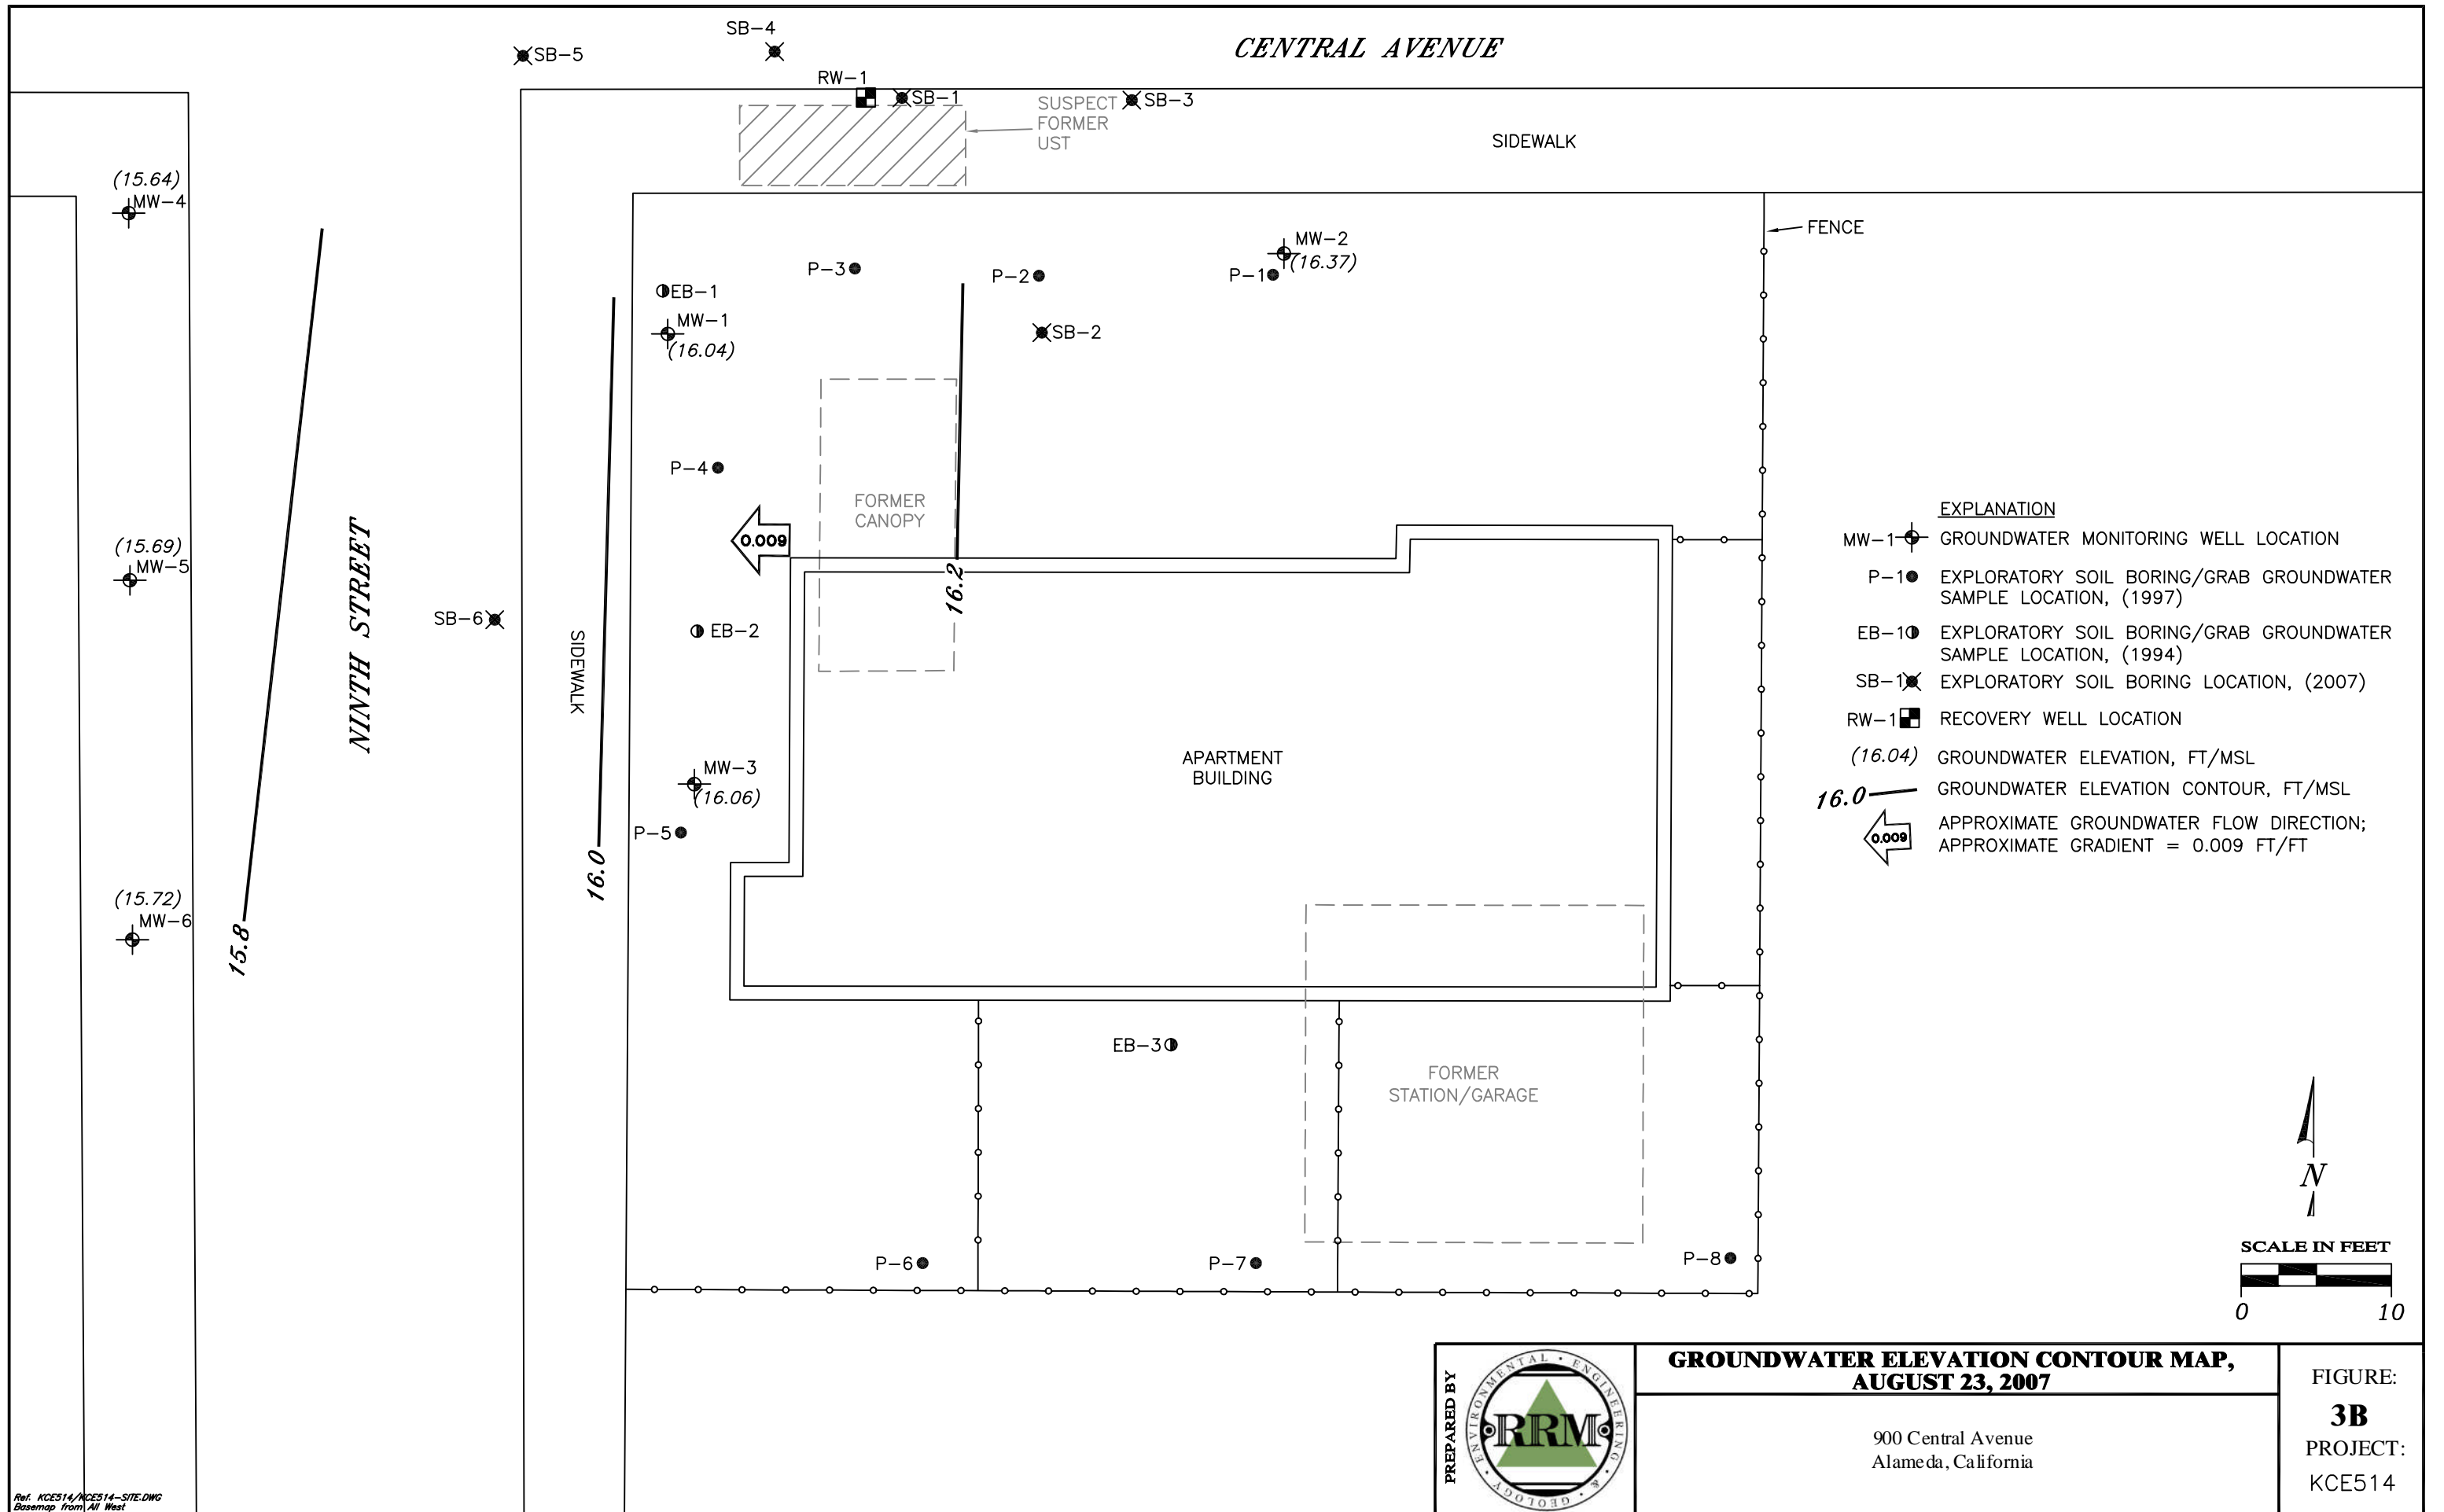 SB-4
SB-5
CENTRAL AVENUE
RW-1
SB-1
SUSPECT
FORMER
UST
SB-3
SIDEWALK
(15.64)
MW-4
FENCE
MW-2
(16.37)
P-3
P-2
P-1
EB-1
MW-1
(16.04)
SB-2
P-4
FORMER
CANOPY
0.009
(15.69)
MW-5
NINTH STREET
16.2
SB-6
EB-2
SIDEWALK
MW-3
(16.06)
P-5
APARTMENT
BUILDING
16.0
(15.72)
MW-6
15.8
EXPLANATION
MW-1 GROUNDWATER MONITORING WELL LOCATION
P-1 EXPLORATORY SOIL BORING/GRAB GROUNDWATER
SAMPLE LOCATION, (1997)
EB-1 EXPLORATORY SOIL BORING/GRAB GROUNDWATER
SAMPLE LOCATION, (1994)
SB-1 EXPLORATORY SOIL BORING LOCATION, (2007)
RW-1 RECOVERY WELL LOCATION
(16.04) GROUNDWATER ELEVATION, FT/MSL
16.0 GROUNDWATER ELEVATION CONTOUR, FT/MSL
0.009 APPROXIMATE GROUNDWATER FLOW DIRECTION;
APPROXIMATE GRADIENT = 0.009 FT/FT
EB-3
FORMER
STATION/GARAGE
P-6
P-7
P-8
N
SCALE IN FEET
0 10
PREPARED BY
ENVIRONMENTAL • ENGINEERING • & GEOLOGY •
RRM
GROUNDWATER ELEVATION CONTOUR MAP,
AUGUST 23, 2007
900 Central Avenue
Alameda, California
FIGURE:
3B
PROJECT:
KCE514
Ref. KCE514/KCE514-SITE.DWG
Basemap from All West